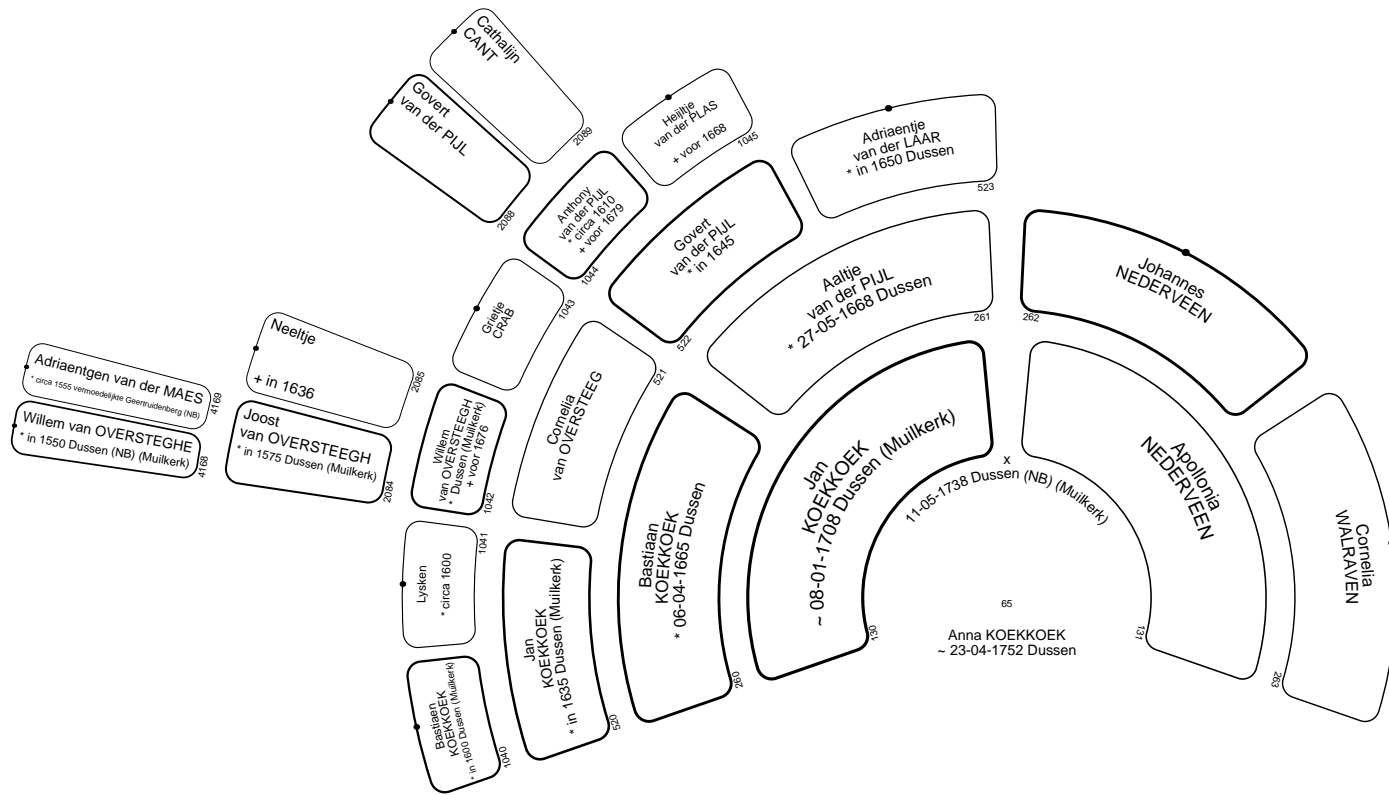 Cathalijn
CANT
2089
Govert
van der PIJL
2088
Heijltje
van der PLAS
+ voor 1668
1045
Anthony
van der PIJL
* circa 1610
+ voor 1679
1044
Adriaentje
van der LAAR
* in 1650 Dussen
523
Govert
van der PIJL
* in 1645
522
Aaltje
van der PIJL
* 27-05-1668 Dussen
261
Johannes
NEDERVEEN
262
Grietje
CRAB
1043
Neeltje
+ in 1636
2085
Adriaentgen van der MAES
* circa 1555 vermoedelijkte Geertruidenberg (NB)
4169
Willem van OVERSTEGHE
* in 1550 Dussen (NB) (Muilkerk)
4168
Joost
van OVERSTEEGH
* in 1575 Dussen (Muilkerk)
2084
Willem
van OVERSTEEGH
* Dussen (Muilkerk)
+ voor 1676
1042
Cornelia
van OVERSTEEG
521
Lysken
* circa 1600
1041
Bastiaen
KOEKKOEK
* in 1600 Dussen (Muilkerk)
1040
Jan
KOEKKOEK
* in 1635 Dussen (Muilkerk)
520
Bastiaan
KOEKKOEK
* 06-04-1665 Dussen
260
Jan
KOEKKOEK
~ 08-01-1708 Dussen (Muilkerk)
130
x
11-05-1738 Dussen (NB) (Muilkerk)
Apollonia
NEDERVEEN
131
Cornelia
WALRAVEN
263
65
Anna KOEKKOEK
~ 23-04-1752 Dussen